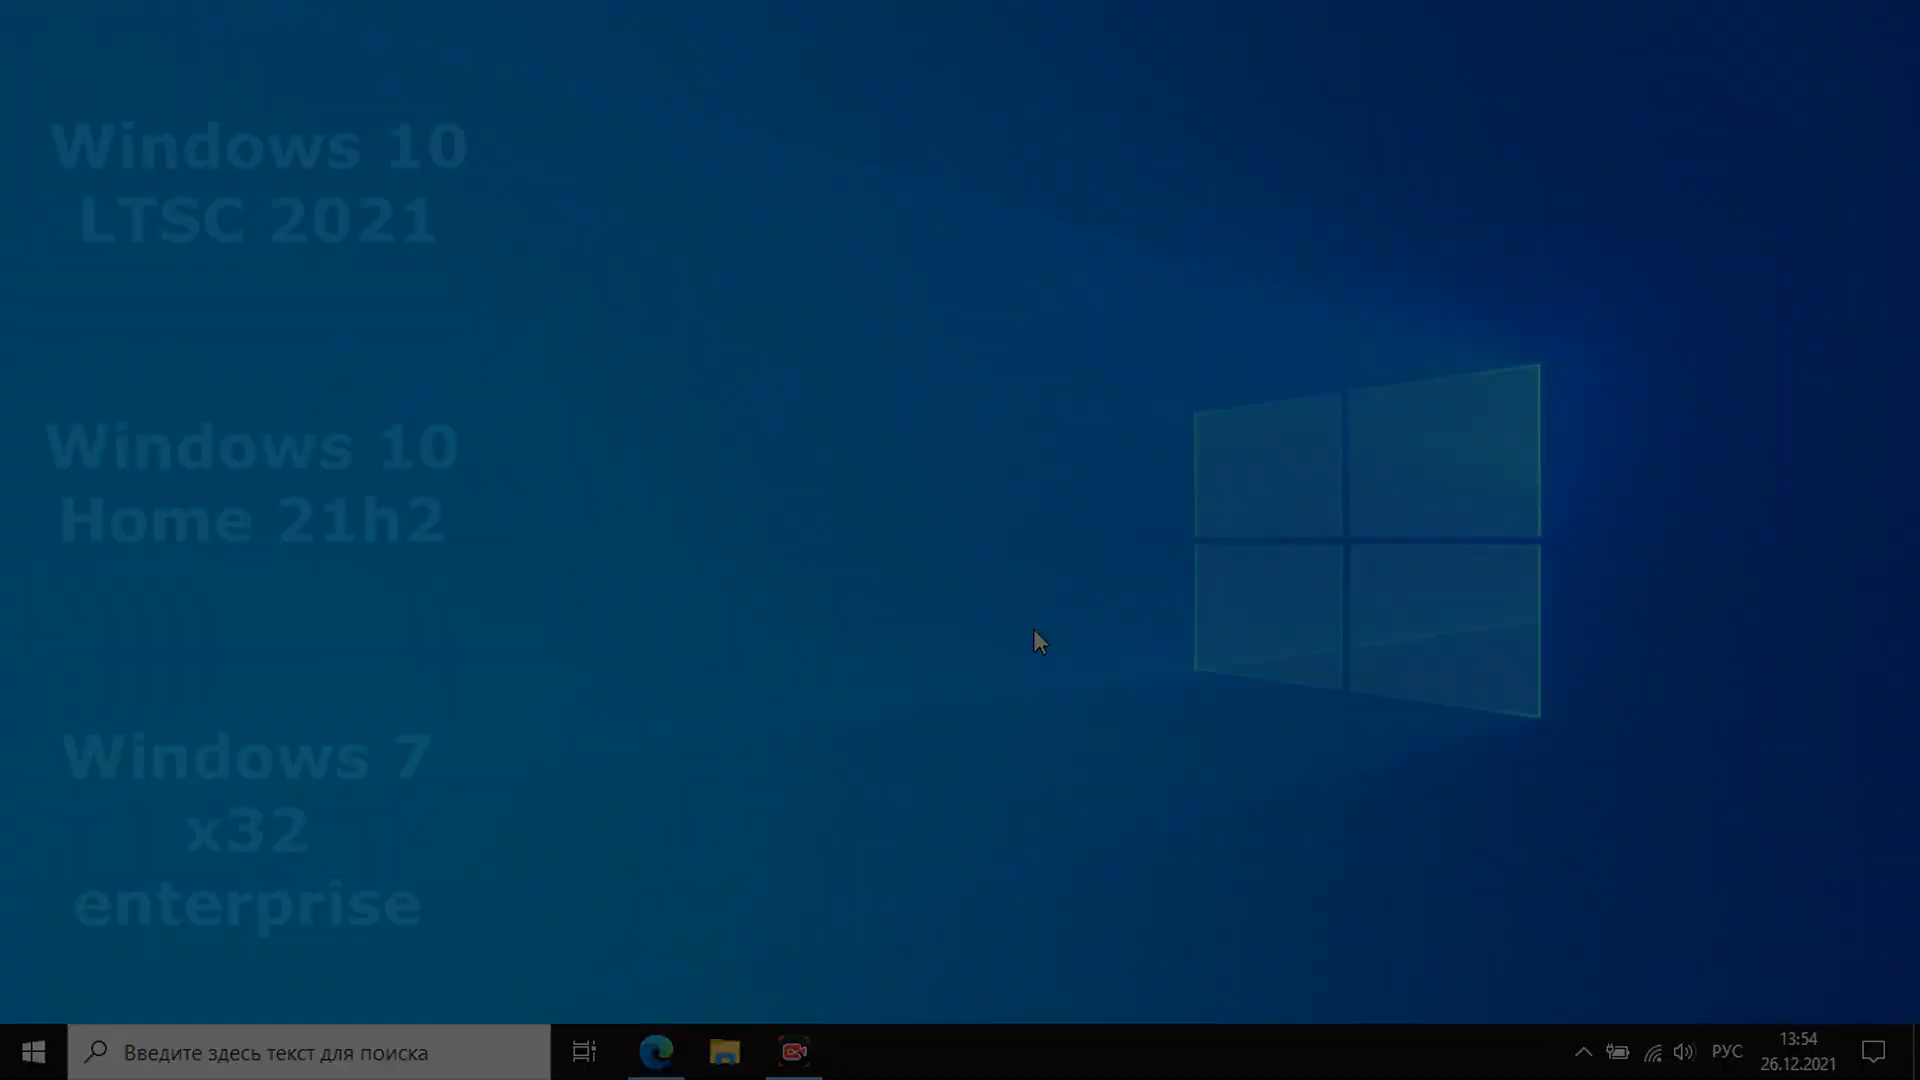 Windows 10
LTSC 2021
Windows 10
Home 21h2
Windows 7
x32
enterprise
Введите здесь текст для поиска
РУС
13:54
26.12.2021